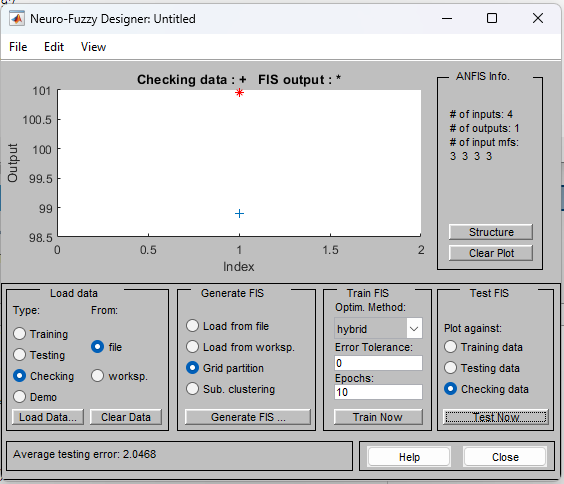 Neuro-Fuzzy Designer: Untitled
File Edit View
Checking data : + FIS output : *
101
100.5
100
99.5
99
98.5
Output
0 0.5 1 1.5 2
Index
ANFIS Info.
# of inputs: 4
# of outputs: 1
# of input mfs:
3 3 3 3
Structure
Clear Plot
Load data
Type: From:
Training
Testing
Checking
Demo
file
worksp.
Load Data... Clear Data
Generate FIS
Load from file
Load from worksp.
Grid partition
Sub. clustering
Generate FIS ...
Train FIS
Optim. Method:
hybrid
Error Tolerance:
0
Epochs:
10
Train Now
Test FIS
Plot against:
Training data
Testing data
Checking data
Test Now
Average testing error: 2.0468
Help Close